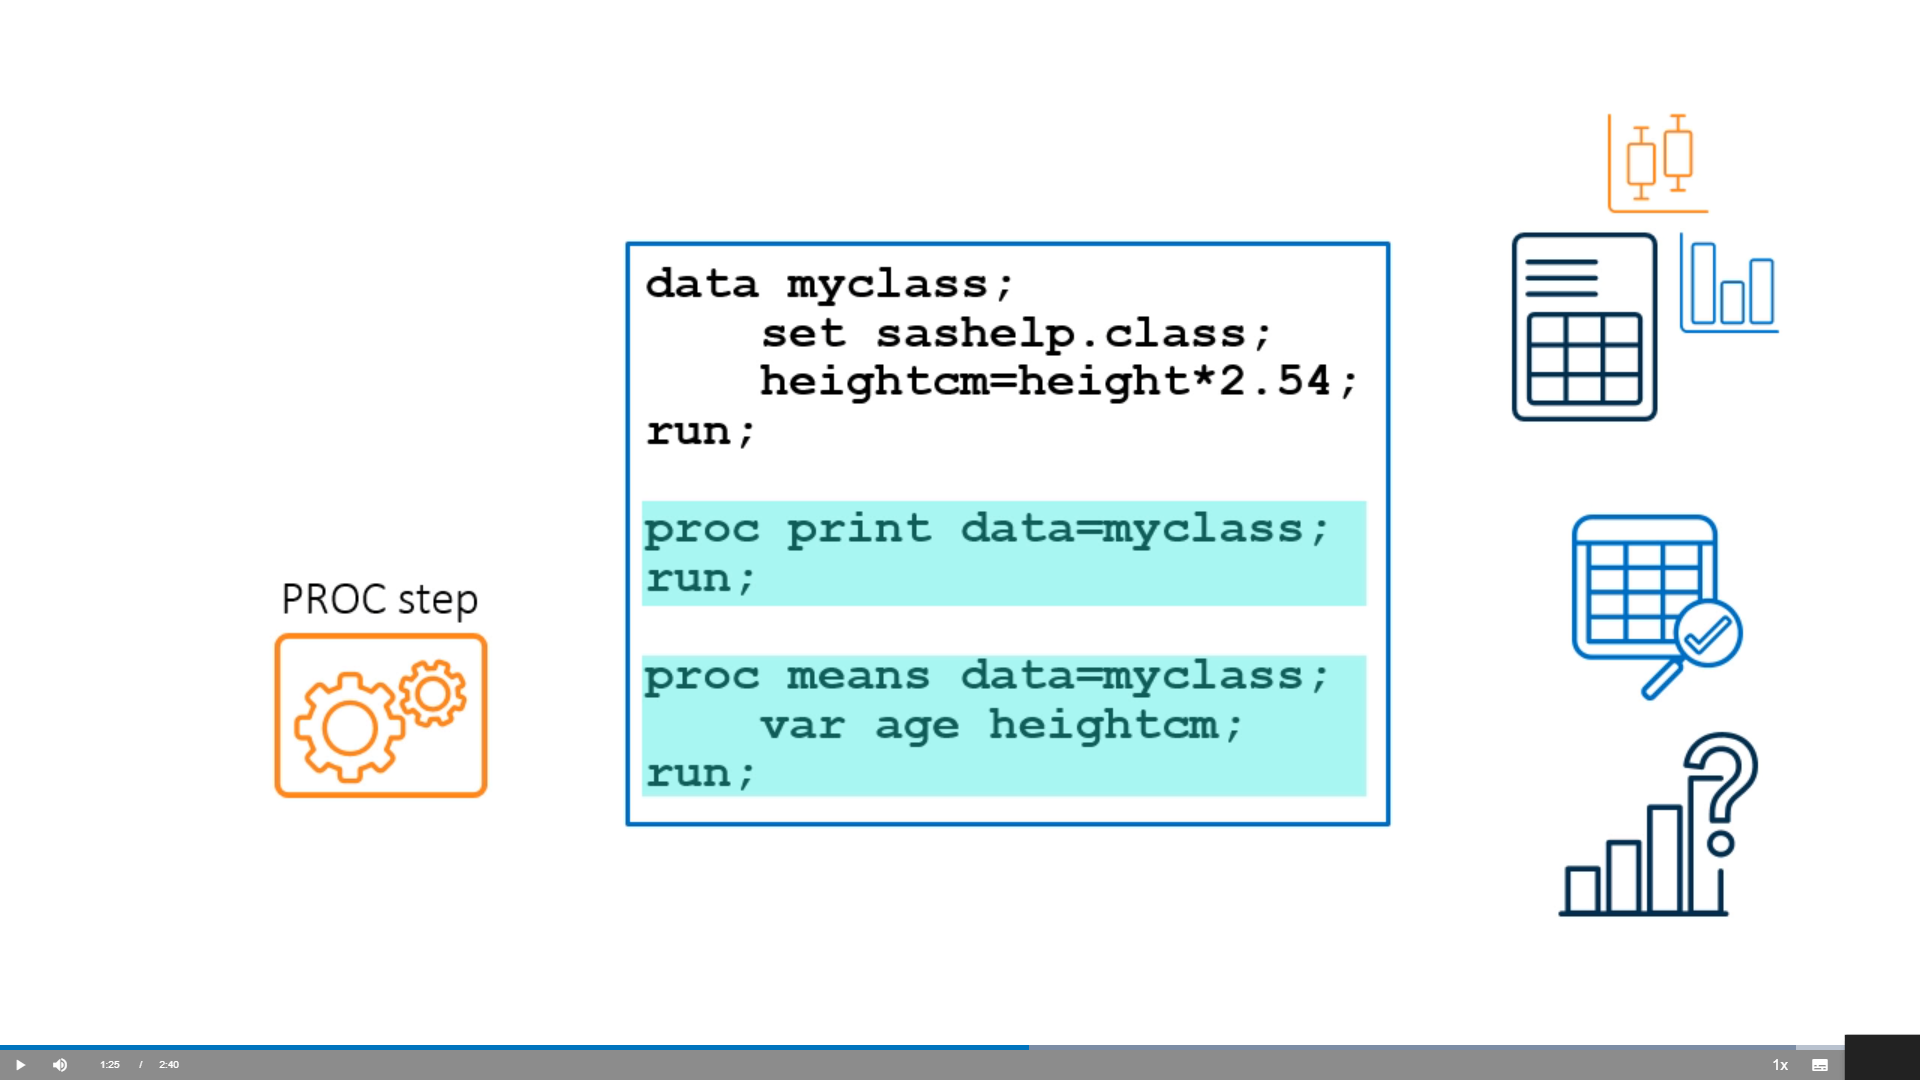 data myclass;
set sashelp.class;
heightcm=height*2.54;
run;
proc print data=myclass;
run;
proc means data=myclass;
var age heightcm;
run;
PROC step
1:25 / 2:40
1x